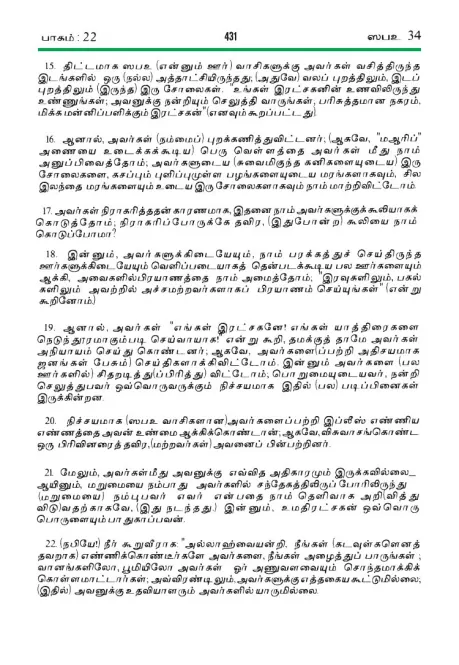 பாகம் : 22 431 ஸபஉ 34
15. திட்டமாக ஸபஉ (என்னும் ஊர்) வாசிகளுக்கு அவர்கள் வசித்திருந்த
இடங்களில் ஒரு (நல்ல) அத்தாட்சியிருந்தது; (அதுவே) வலப் புறத்திலும், இடப்
புறத்திலும் (இருந்த) இரு சோலைகள். "உங்கள் இரட்சகனின் உணவிலிருந்து
உண்ணுங்கள்; அவனுக்கு நன்றியும் செலுத்தி வாருங்கள், பரிசுத்தமான நகரம்,
மிக்க மன்னிப்பளிக்கும் இரட்சகன்" (எனவும் கூறப்பட்டது).
16. ஆனால், அவர்கள் (நம்மைப்) புறக்கணித்துவிட்டனர்; (ஆகவே, "மஆரிப்"
அணையை உடைக்கக்கூடிய) பெரு வெள்ளத்தை அவர்கள் மீது நாம்
அனுப்பிவைத்தோம்; அவர்களுடைய (சுவைமிகுந்த கனிகளையுடைய) இரு
சோலைகளை, கசப்பும் புளிப்புமுள்ள பழங்களையுடைய மரங்களாகவும், சில
இலந்தை மரங்களையும் உடைய இரு சோலைகளாகவும் நாம் மாற்றிவிட்டோம்.
17. அவர்கள் நிராகரித்ததன் காரணமாக, இதனை நாம் அவர்களுக்குக் கூலியாகக்
கொடுத்தோம்; நிராகரிப்போருக்கே தவிர, (இதுபோன்ற) கூலியை நாம்
கொடுப்போமா?
18. இன்னும், அவர்களுக்கிடையேயும், நாம் பரக்கத்துச் செய்திருந்த
ஊர்களுக்கிடையேயும் வெளிப்படையாகத் தென்படக்கூடிய பல ஊர்களையும்
ஆக்கி, அவைகளில் பிரயாணத்தை நாம் அமைத்தோம்; "இரவுகளிலும், பகல்
களிலும் அவற்றில் அச்சமற்றவர்களாகப் பிரயாணம் செய்யுங்கள்" (என்று
கூறினோம்.)
19. ஆனால், அவர்கள் "எங்கள் இரட்சகனே! எங்கள் யாத்திரைகளை
நெடுந்தூரமாகும்படி செய்வாயாக!" என்று கூறி, தமக்குத் தாமே அவர்கள்
அநியாயம் செய்து கொண்டனர்; ஆகவே, அவர்களை(ப்பற்றி அதிசயமாக
ஜனங்கள் பேசும்) செய்திகளாக்கிவிட்டோம். இன்னும் அவர்களை (பல
ஊர்களில்) சிதறடித்து(ப்பிரித்து) விட்டோம்; பொறுமையுடையவர், நன்றி
செலுத்துபவர் ஒவ்வொருவருக்கும் நிச்சயமாக இதில் (பல) படிப்பினைகள்
இருக்கின்றன.
20. நிச்சயமாக (ஸபஉ வாசிகளான)அவர்களைப்பற்றி இப்லீஸ் எண்ணிய
எண்ணத்தை அவன் உண்மை ஆக்கிக்கொண்டான்; ஆகவே, விசுவாசங்கொண்ட
ஒரு பிரிவினரைத் தவிர, (மற்றவர்கள்) அவனைப் பின்பற்றினர்.
21. மேலும், அவர்கள்மீது அவனுக்கு எவ்வித அதிகாரமும் இருக்கவில்லை_
ஆயினும், மறுமையை நம்பாது அவர்களில் சந்தேகத்திலிருப்போரிலிருந்து
(மறுமையை) நம்புபவர் எவர் என்பதை நாம் தெளிவாக அறி(வித்து
விடு)வதற்காகவே, (இது நடந்தது.) இன்னும், உமதிரட்சகன் ஒவ்வொரு
பொருளையும் பாதுகாப்பவன்.
22. (நபியே!) நீர் கூறுவீராக: "அல்லாஹ்வையன்றி, நீங்கள் (கடவுள்களெனத்
தவறாக) எண்ணிக்கொண்டீர்களே அவர்களை, நீங்கள் அழைத்துப் பாருங்கள்;
வானங்களிலோ, பூமியிலோ அவர்கள் ஓர் அணுவளவையும் சொந்தமாக்கிக்
கொள்ளமாட்டார்கள்; அவ்விரண்டிலும், அவர்களுக்கு எத்தகைய கூட்டுமில்லை;
(இதில்) அவனுக்கு உதவியாளரும் அவர்களில் யாருமில்லை.